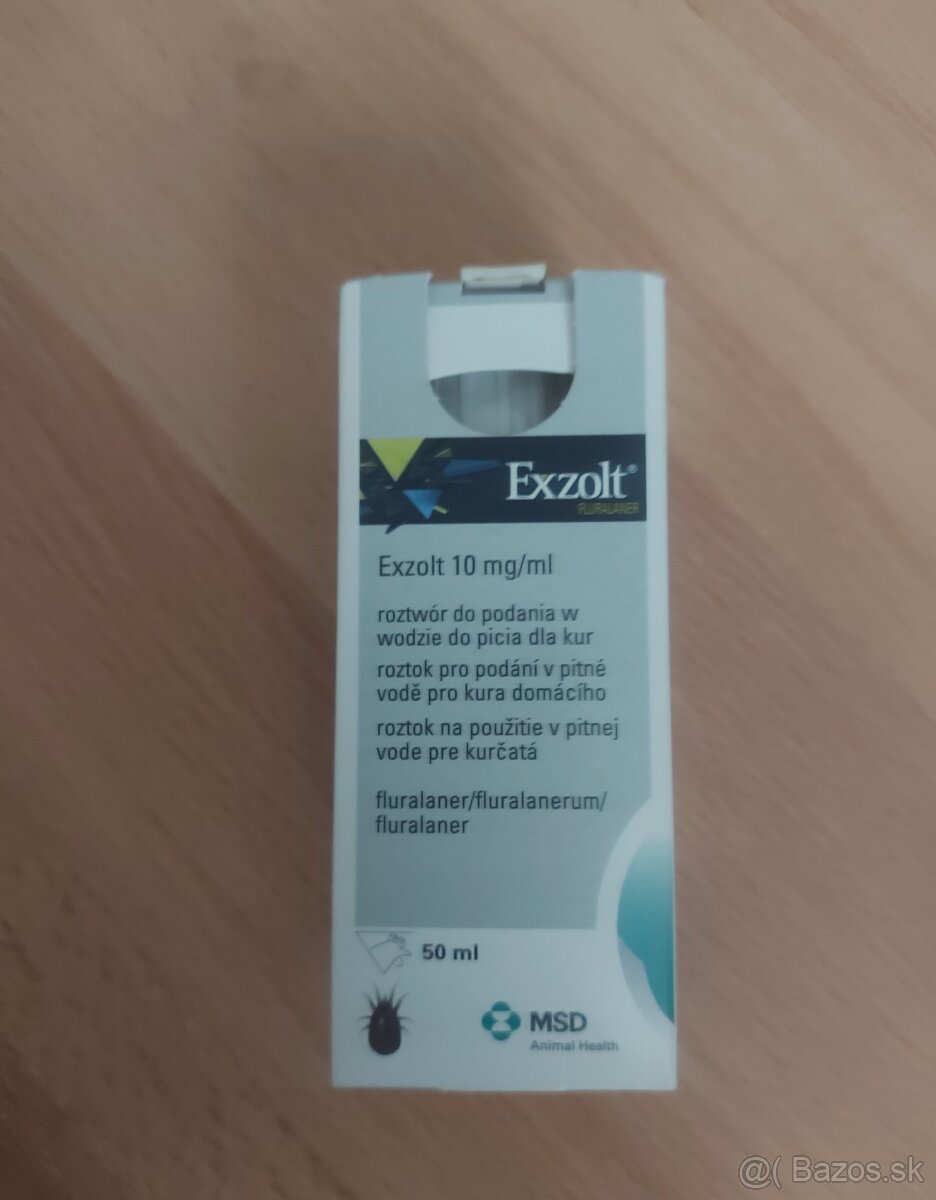 Exzolt®
FLURALANER
Exzolt 10 mg/ml
roztwór do podania w
wodzie do picia dla kur
roztok pro podání v pitné
vodě pro kura domácího
roztok na použitie v pitnej
vode pre kurčatá
fluralaner/fluralanerum/
fluralaner
50 ml
MSD
Animal Health
@( Bazos.sk